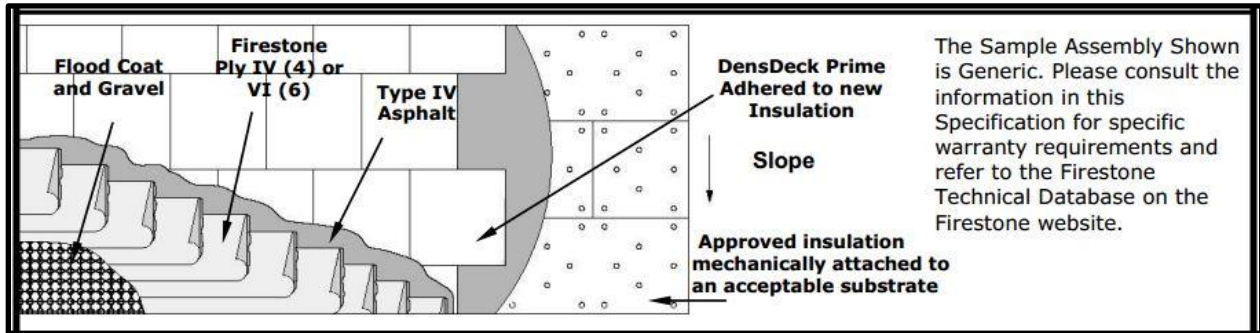 Flood Coat
and Gravel
Firestone
Ply IV (4) or
VI (6)
Type IV
Asphalt
DensDeck Prime
Adhered to new
Insulation
Slope
Approved insulation
mechanically attached to
an acceptable substrate
The Sample Assembly Shown
is Generic. Please consult the
information in this
Specification for specific
warranty requirements and
refer to the Firestone
Technical Database on the
Firestone website.